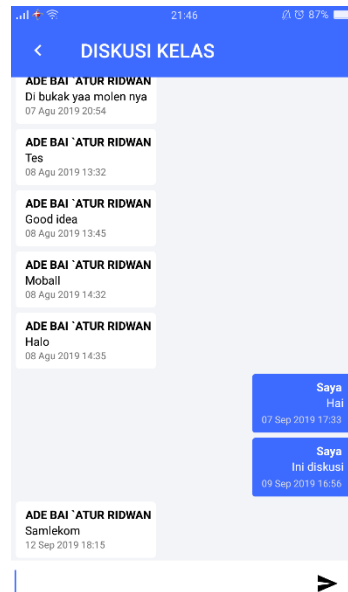 21:46
87%
DISKUSI KELAS
ADE BAI `ATUR RIDWAN
Di bukak yaa molen nya
07 Agu 2019 20:54
ADE BAI `ATUR RIDWAN
Tes
08 Agu 2019 13:32
ADE BAI `ATUR RIDWAN
Good idea
08 Agu 2019 13:45
ADE BAI `ATUR RIDWAN
Moball
08 Agu 2019 14:32
ADE BAI `ATUR RIDWAN
Halo
08 Agu 2019 14:35
Saya
Hai
07 Sep 2019 17:33
Saya
Ini diskusi
09 Sep 2019 16:56
ADE BAI `ATUR RIDWAN
Samlekom
12 Sep 2019 18:15